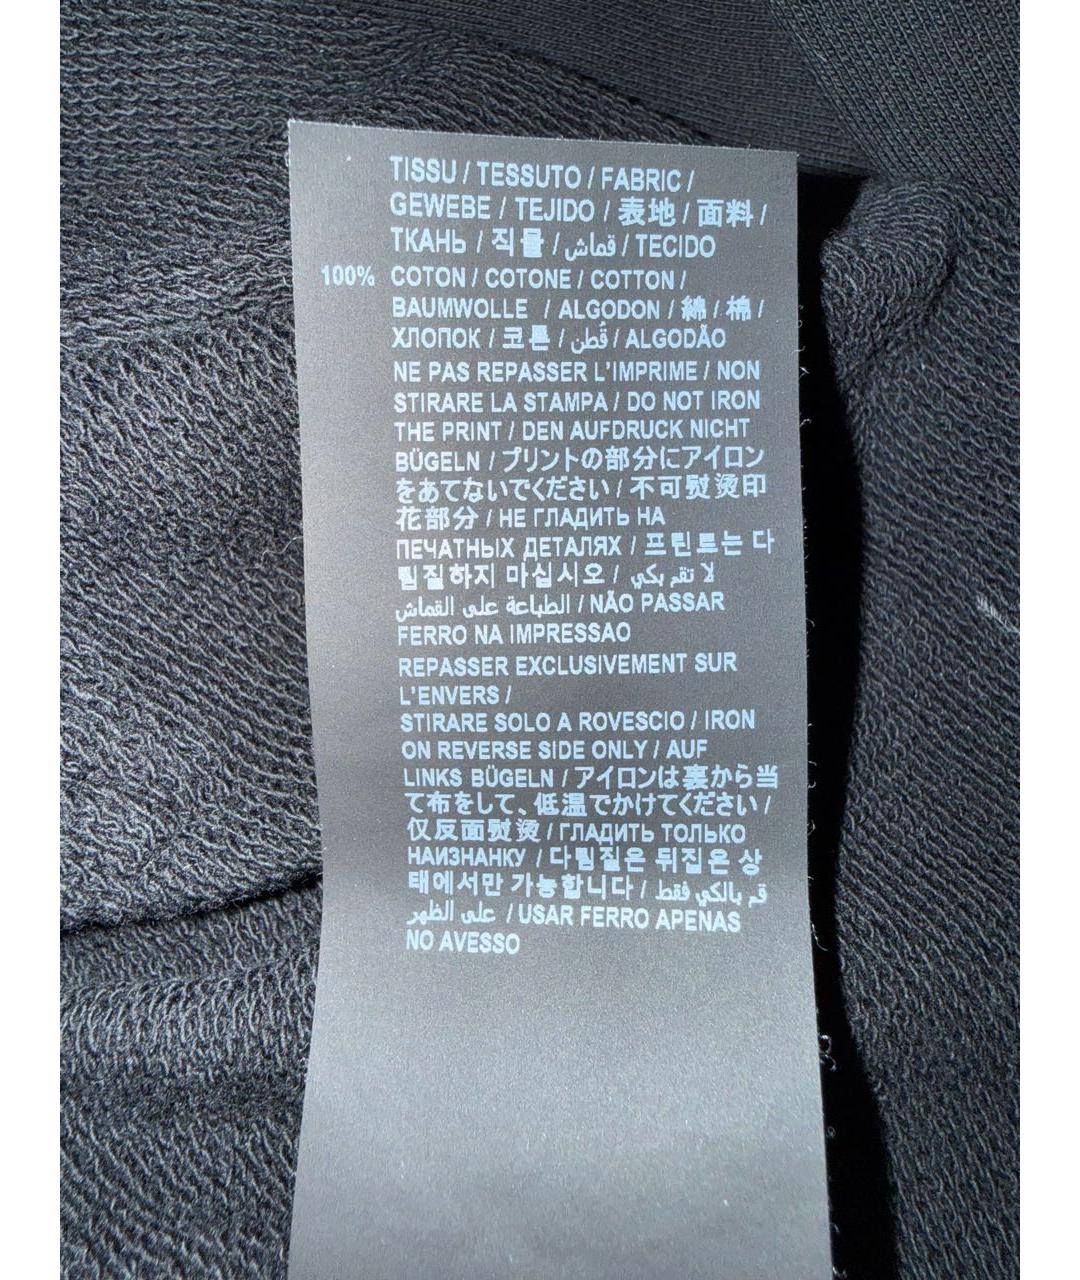 TISSU / TESSUTO / FABRIC /
GEWEBE / TEJIDO / 表地 / 面料 /
ТКАНЬ / 직물 / قماش / TECIDO
100% COTON / COTONE / COTTON /
BAUMWOLLE / ALGODON / 綿 / 棉 /
ХЛОПОК / 코튼 / قُطن / ALGODÃO
NE PAS REPASSER L'IMPRIME / NON
STIRARE LA STAMPA / DO NOT IRON
THE PRINT / DEN AUFDRUCK NICHT
BÜGELN / プリントの部分にアイロン
をあてないでください / 不可熨烫印
花部分 / НЕ ГЛАДИТЬ НА
ПЕЧАТНЫХ ДЕТАЛЯХ / 프린트는 다
림질하지 마십시오 / لا تقم بكي
الطباعة على القماش / NÃO PASSAR
FERRO NA IMPRESSAO
REPASSER EXCLUSIVEMENT SUR
L'ENVERS /
STIRARE SOLO A ROVESCIO / IRON
ON REVERSE SIDE ONLY / AUF
LINKS BÜGELN / アイロンは裏から当
て布をして、低温でかけてください /
仅反面熨烫 / ГЛАДИТЬ ТОЛЬКО
НАИЗНАНКУ / 다림질은 뒤집은 상
태에서만 가능합니다 / قم بالكي فقط
على الظهر / USAR FERRO APENAS
NO AVESSO